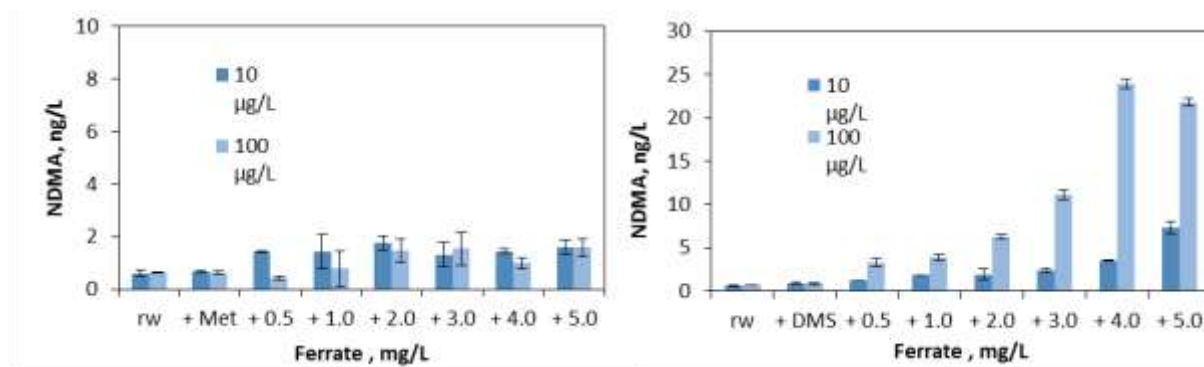 NDMA, ng/L
10
8
6
4
2
0
10
µg/L
100
µg/L
rw + Met + 0.5 + 1.0 + 2.0 + 3.0 + 4.0 + 5.0
Ferrate , mg/L
NDMA, ng/L
30
25
20
15
10
5
0
10
µg/L
100
µg/L
rw + DMS + 0.5 + 1.0 + 2.0 + 3.0 + 4.0 + 5.0
Ferrate , mg/L